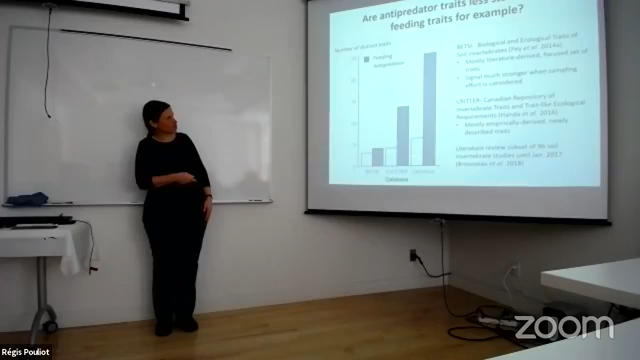 Are antipredator traits less
feeding traits for example?
Number of distinct traits
Feeding
Antipredator
BETSI: Biological and Ecological Traits of
Soil Invertebrates (Pey et al. 2014a)
• Mostly literature-derived, focused set of
traits
• Signal much stronger when sampling
effort is considered
CRITTER: Canadian Repository of
Invertebrate Traits and Trait-like Ecological
Requirements (Handa et al. 2016)
• Mostly empirically-derived, newly
described traits
Literature review subset of 96 soil
invertebrate studies until Jan. 2017
(Brousseau et al. 2018)
BETSI
CRITTER
Literature
Database
zoom
Régis Pouliot